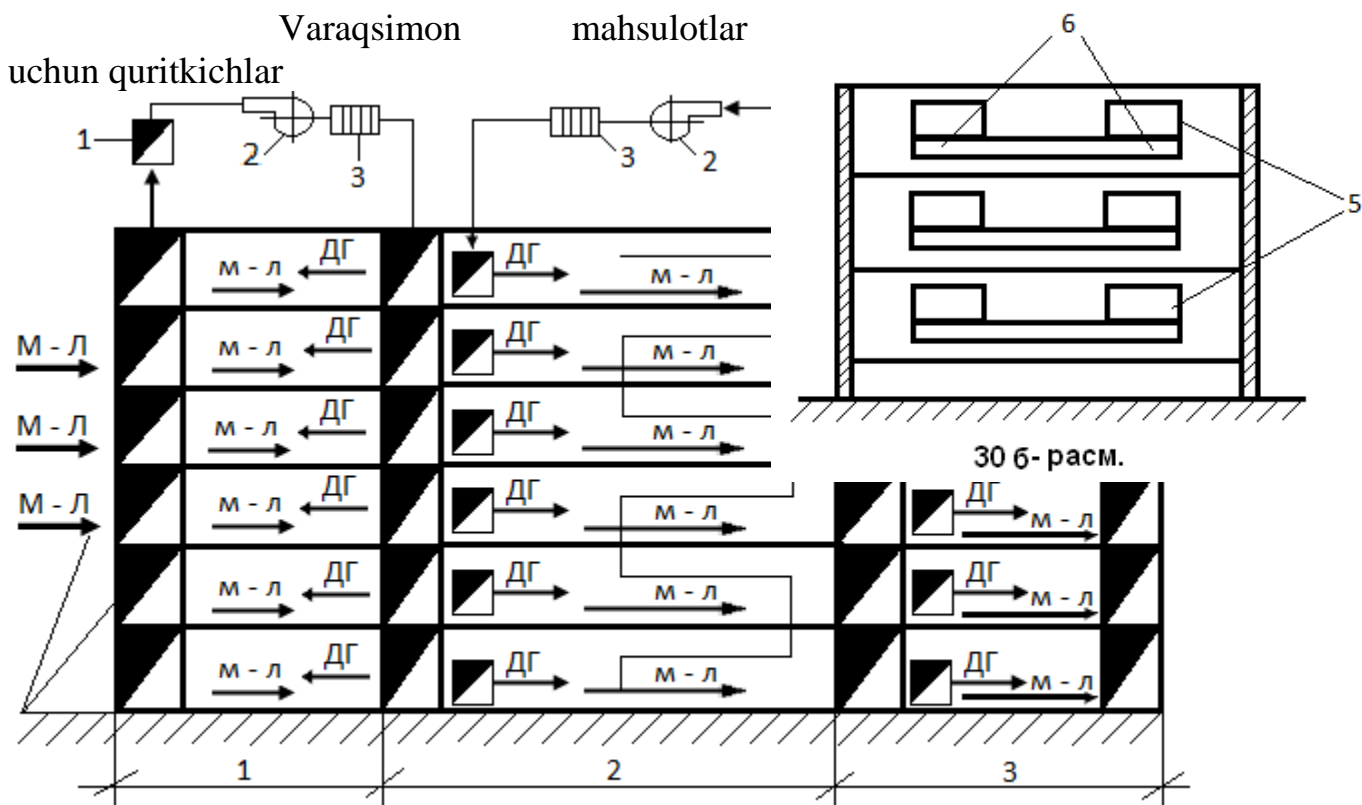 Varaqsimon mahsulotlar
uchun quritkichlar
6
1
2
3
3
2
5
м - л ДГ
ДГ м - л
М - Л
м - л ДГ
ДГ м - л
М - Л
м - л ДГ
ДГ м - л
30 б- расм.
М - Л
м - л ДГ
ДГ м - л
ДГ м - л
м - л ДГ
ДГ м - л
ДГ м - л
м - л ДГ
ДГ м - л
ДГ м - л
1
2
3